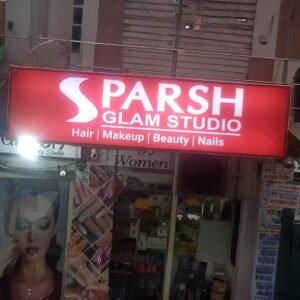 SPARSH
GLAM STUDIO
Hair | Makeup | Beauty | Nails
Women